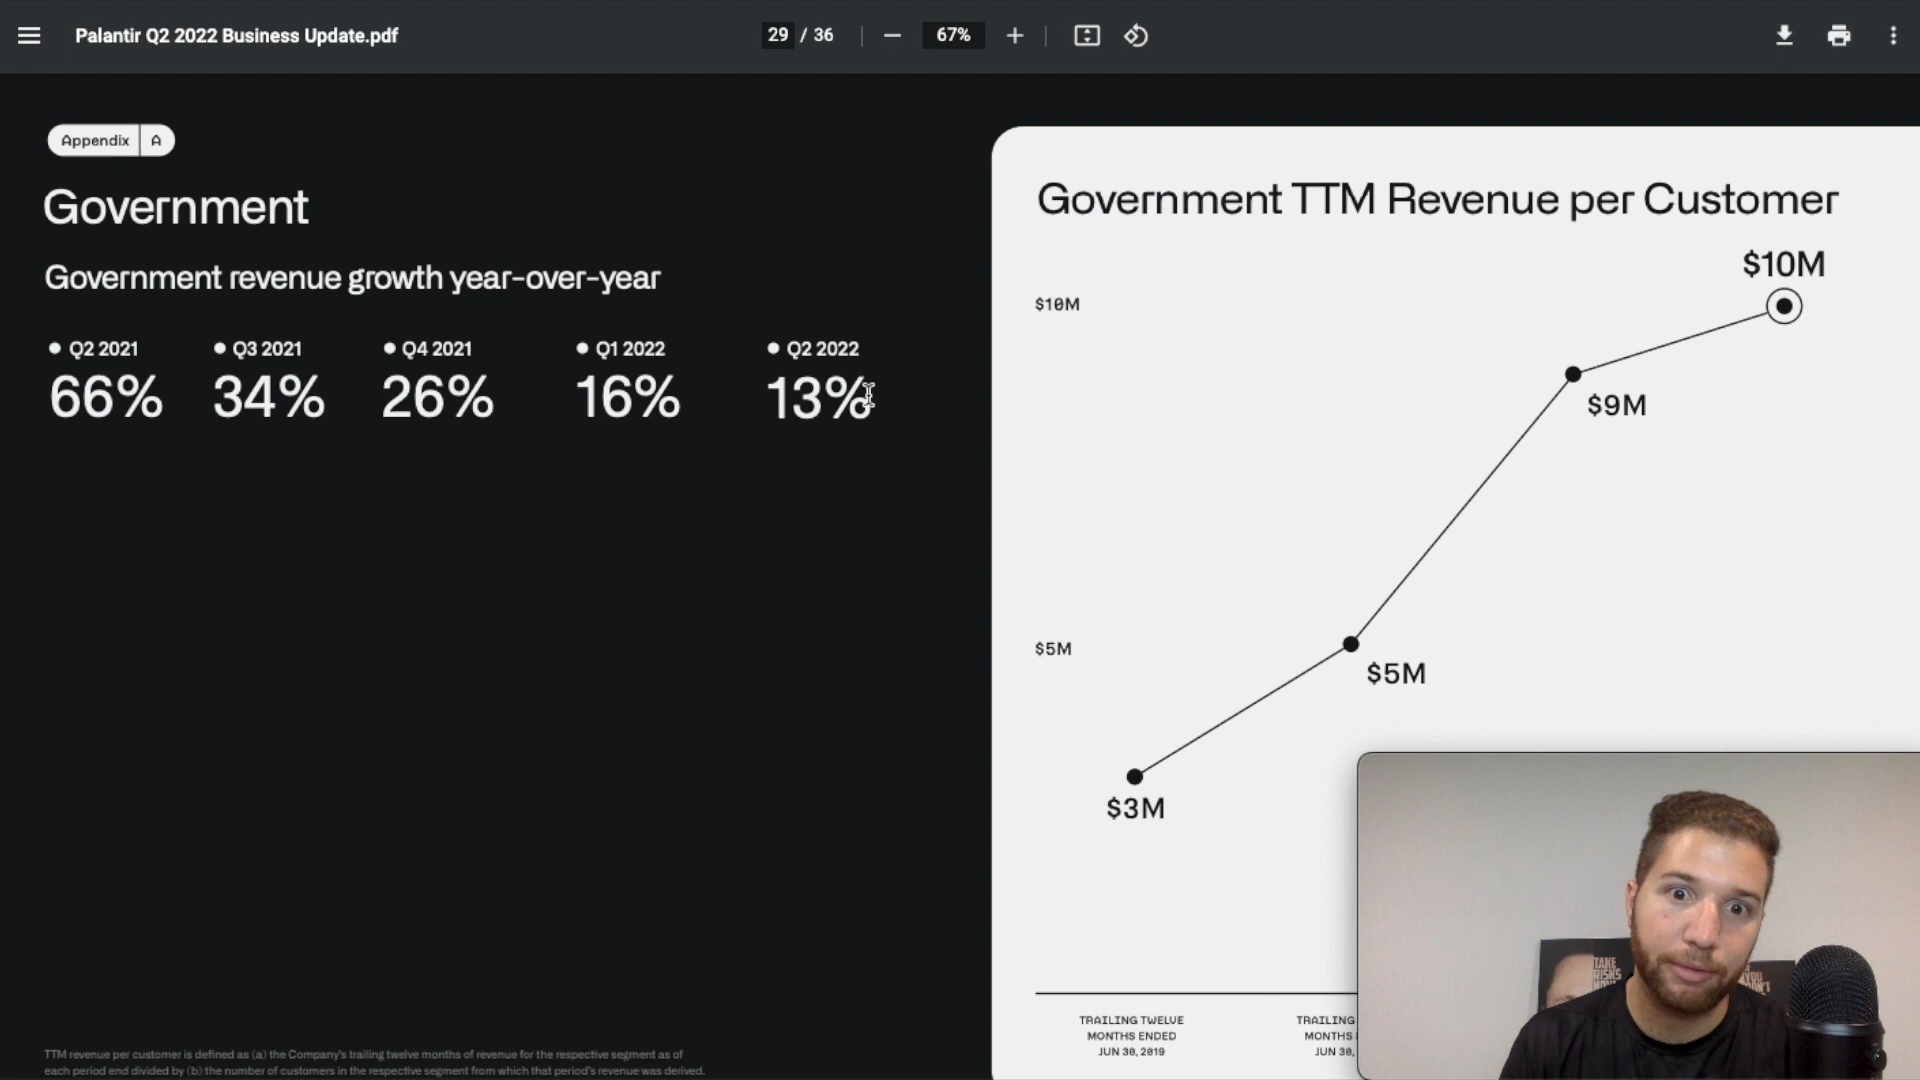 Palantir Q2 2022 Business Update.pdf
29 / 36
67%
Appendix A
Government
Government revenue growth year-over-year
Q2 2021
Q3 2021
Q4 2021
Q1 2022
Q2 2022
66%
34%
26%
16%
13%
TTM revenue per customer is defined as (a) the Company's trailing twelve months of revenue for the respective segment as of
each period end divided by (b) the number of customers in the respective segment from which that period's revenue was derived.
Government TTM Revenue per Customer
$10M
$10M
$9M
$5M
$5M
$3M
TRAILING TWELVE
MONTHS ENDED
JUN 30, 2019
TRAILING
MONTHS
JUN 30,
TAKE
RISKS